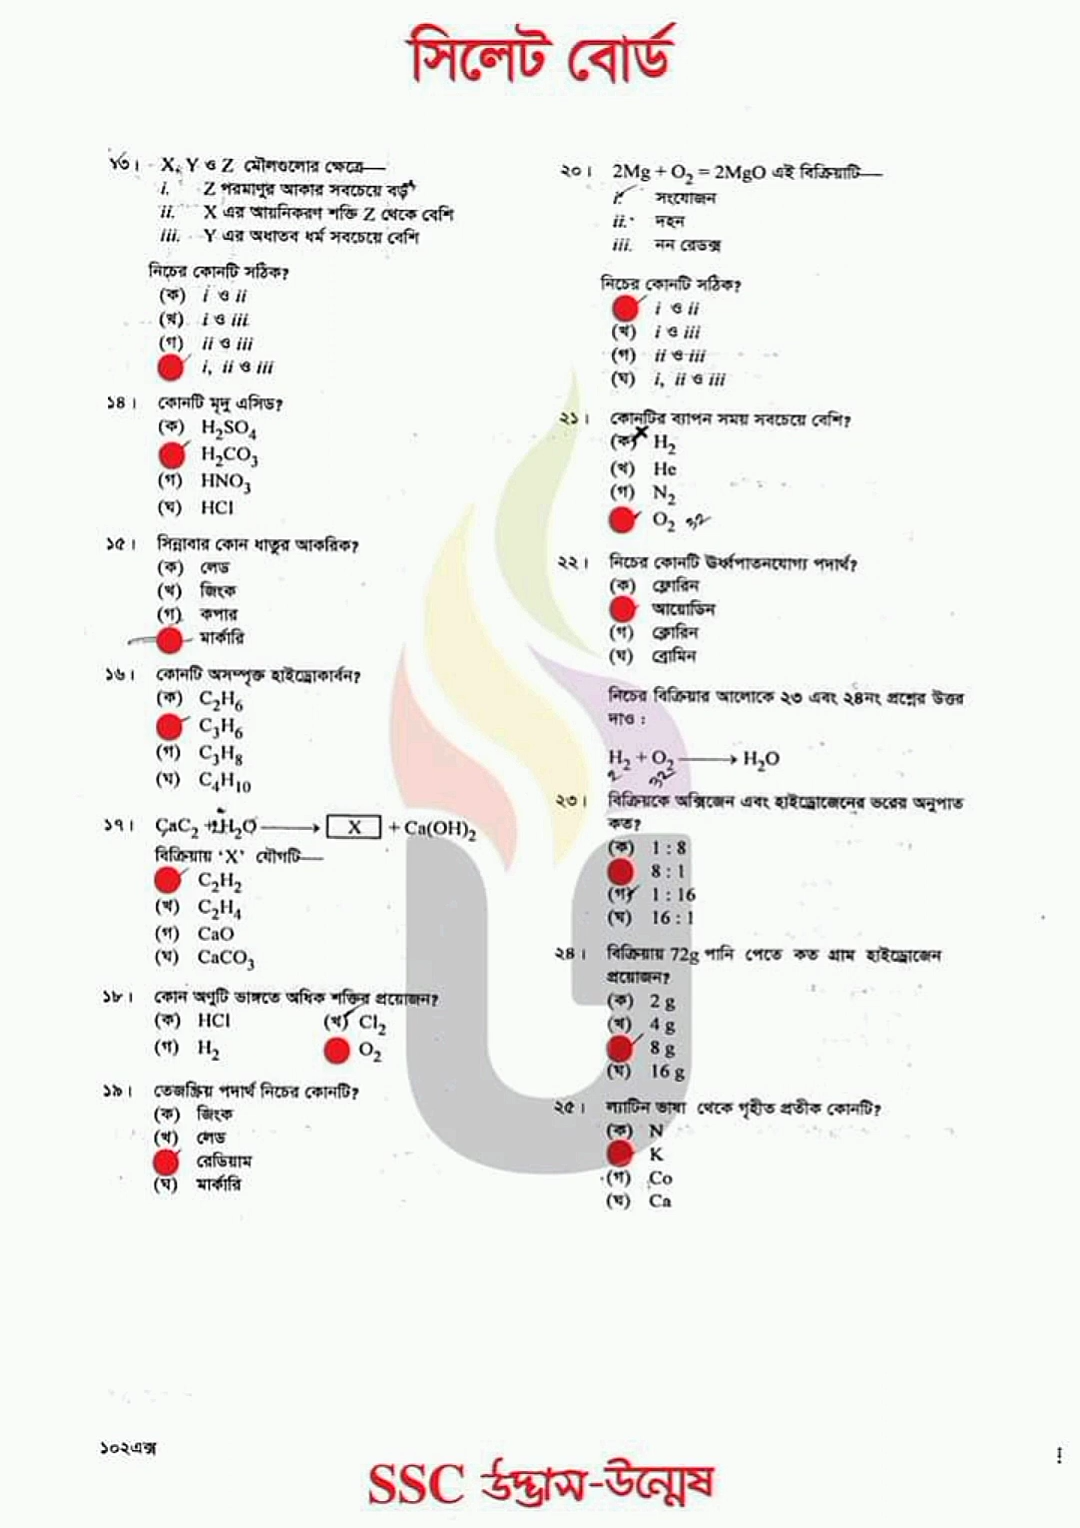 সিলেট বোর্ড
১৩। X, Y ও Z মৌলগুলোর ক্ষেত্রে—
i. Z পরমাণুর আকার সবচেয়ে বড়
ii. X এর আয়নিকরণ শক্তি Z থেকে বেশি
iii. Y এর অধাতব ধর্ম সবচেয়ে বেশি
নিচের কোনটি সঠিক?
(ক) i ও ii
(খ) i ও iii
(গ) ii ও iii
i, ii ও iii
১৪। কোনটি মৃদু এসিড?
(ক) H₂SO₄
H₂CO₃
(গ) HNO₃
(ঘ) HCl
১৫। সিন্নাবার কোন ধাতুর আকরিক?
(ক) লেড
(খ) জিংক
(গ) কপার
মার্কারি
১৬। কোনটি অসম্পৃক্ত হাইড্রোকার্বন?
(ক) C₂H₆
C₃H₆
(গ) C₃H₈
(ঘ) C₄H₁₀
১৭। CaC₂ + 2H₂O ⟶ X + Ca(OH)₂
বিক্রিয়ায় ‘X’ যৌগটি—
C₂H₂
(খ) C₂H₄
(গ) CaO
(ঘ) CaCO₃
১৮। কোন অণুটি ভাঙ্গতে অধিক শক্তির প্রয়োজন?
(ক) HCl (খ) Cl₂
(গ) H₂ O₂
১৯। তেজস্ক্রিয় পদার্থ নিচের কোনটি?
(ক) জিংক
(খ) লেড
রেডিয়াম
(ঘ) মার্কারি
২০। 2Mg + O₂ = 2MgO এই বিক্রিয়াটি—
i. সংযোজন
ii. দহন
iii. নন রেডক্স
নিচের কোনটি সঠিক?
i ও ii
(খ) i ও iii
(গ) ii ও iii
(ঘ) i, ii ও iii
২১। কোনটির ব্যাপন সময় সবচেয়ে বেশি?
(ক) H₂
(খ) He
(গ) N₂
O₂ 32
২২। নিচের কোনটি ঊর্ধ্বপাতনযোগ্য পদার্থ?
(ক) ফ্লোরিন
আয়োডিন
(গ) ক্লোরিন
(ঘ) ব্রোমিন
নিচের বিক্রিয়ার আলোকে ২৩ এবং ২৪নং প্রশ্নের উত্তর
দাও :
H₂ + O₂ ⟶ H₂O
2 32
২৩। বিক্রিয়কে অক্সিজেন এবং হাইড্রোজেনের ভরের অনুপাত
কত?
(ক) 1 : 8
8 : 1
(গ) 1 : 16
(ঘ) 16 : 1
২৪। বিক্রিয়ায় 72g পানি পেতে কত গ্রাম হাইড্রোজেন
প্রয়োজন?
(ক) 2 g
(খ) 4 g
8 g
(ঘ) 16 g
২৫। ল্যাটিন ভাষা থেকে গৃহীত প্রতীক কোনটি?
(ক) N
K
(গ) Co
(ঘ) Ca
১০২এক্স
SSC উদ্ভাস-উন্মেষ